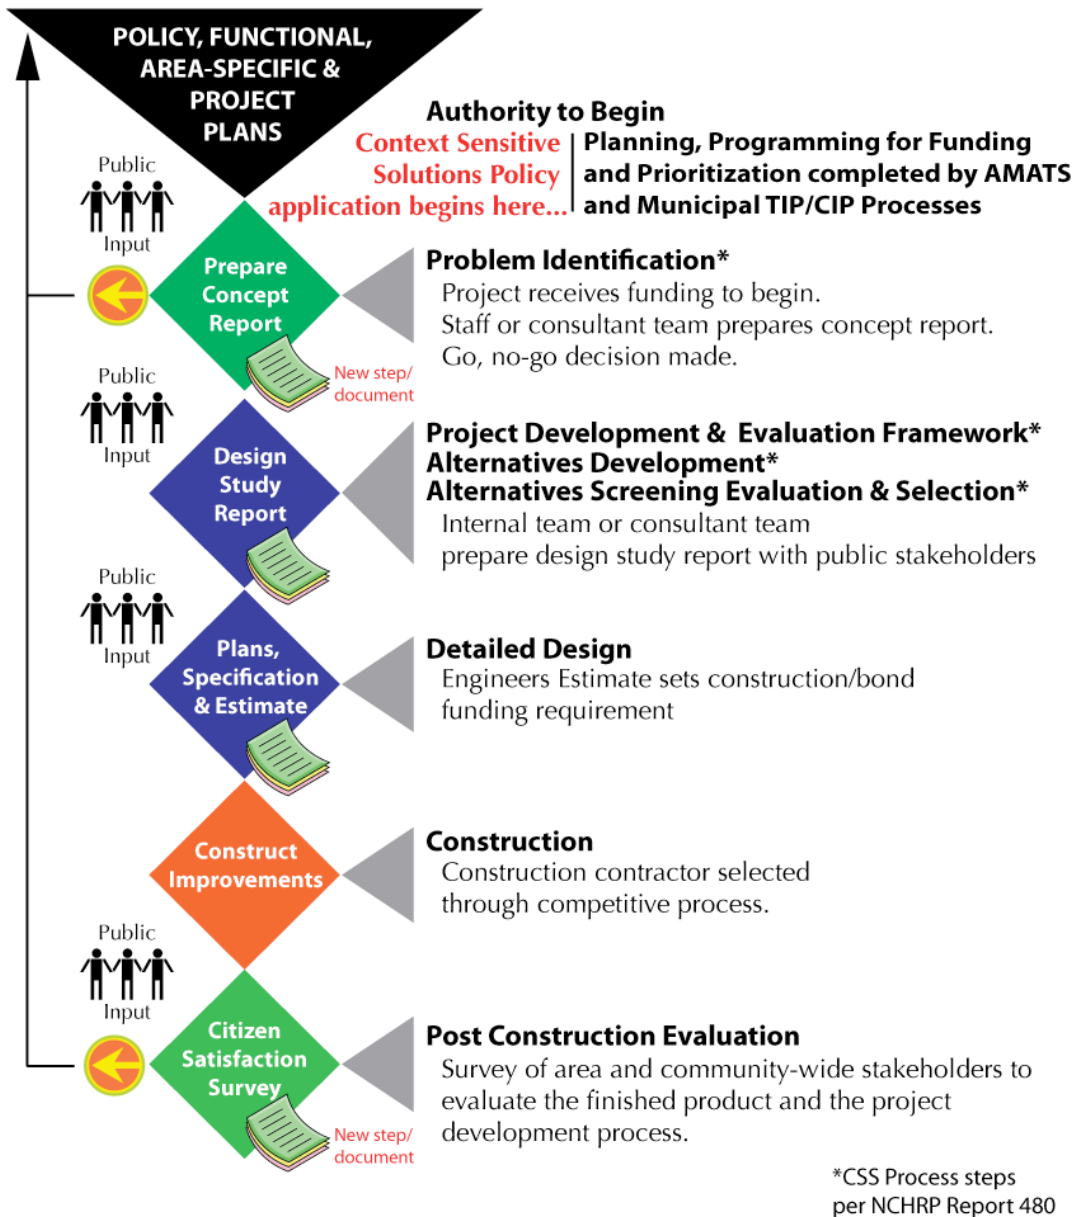 POLICY, FUNCTIONAL,
AREA-SPECIFIC &
PROJECT
PLANS
Authority to Begin
Context Sensitive
Solutions Policy
application begins here...
Planning, Programming for Funding
and Prioritization completed by AMATS
and Municipal TIP/CIP Processes
Public
Input
Prepare
Concept
Report
New step/
document
Problem Identification*
Project receives funding to begin.
Staff or consultant team prepares concept report.
Go, no-go decision made.
Public
Input
Design
Study
Report
Project Development & Evaluation Framework*
Alternatives Development*
Alternatives Screening Evaluation & Selection*
Internal team or consultant team
prepare design study report with public stakeholders
Public
Input
Plans,
Specification
& Estimate
Detailed Design
Engineers Estimate sets construction/bond
funding requirement
Construct
Improvements
Construction
Construction contractor selected
through competitive process.
Public
Input
Citizen
Satisfaction
Survey
New step/
document
Post Construction Evaluation
Survey of area and community-wide stakeholders to
evaluate the finished product and the project
development process.
*CSS Process steps
per NCHRP Report 480